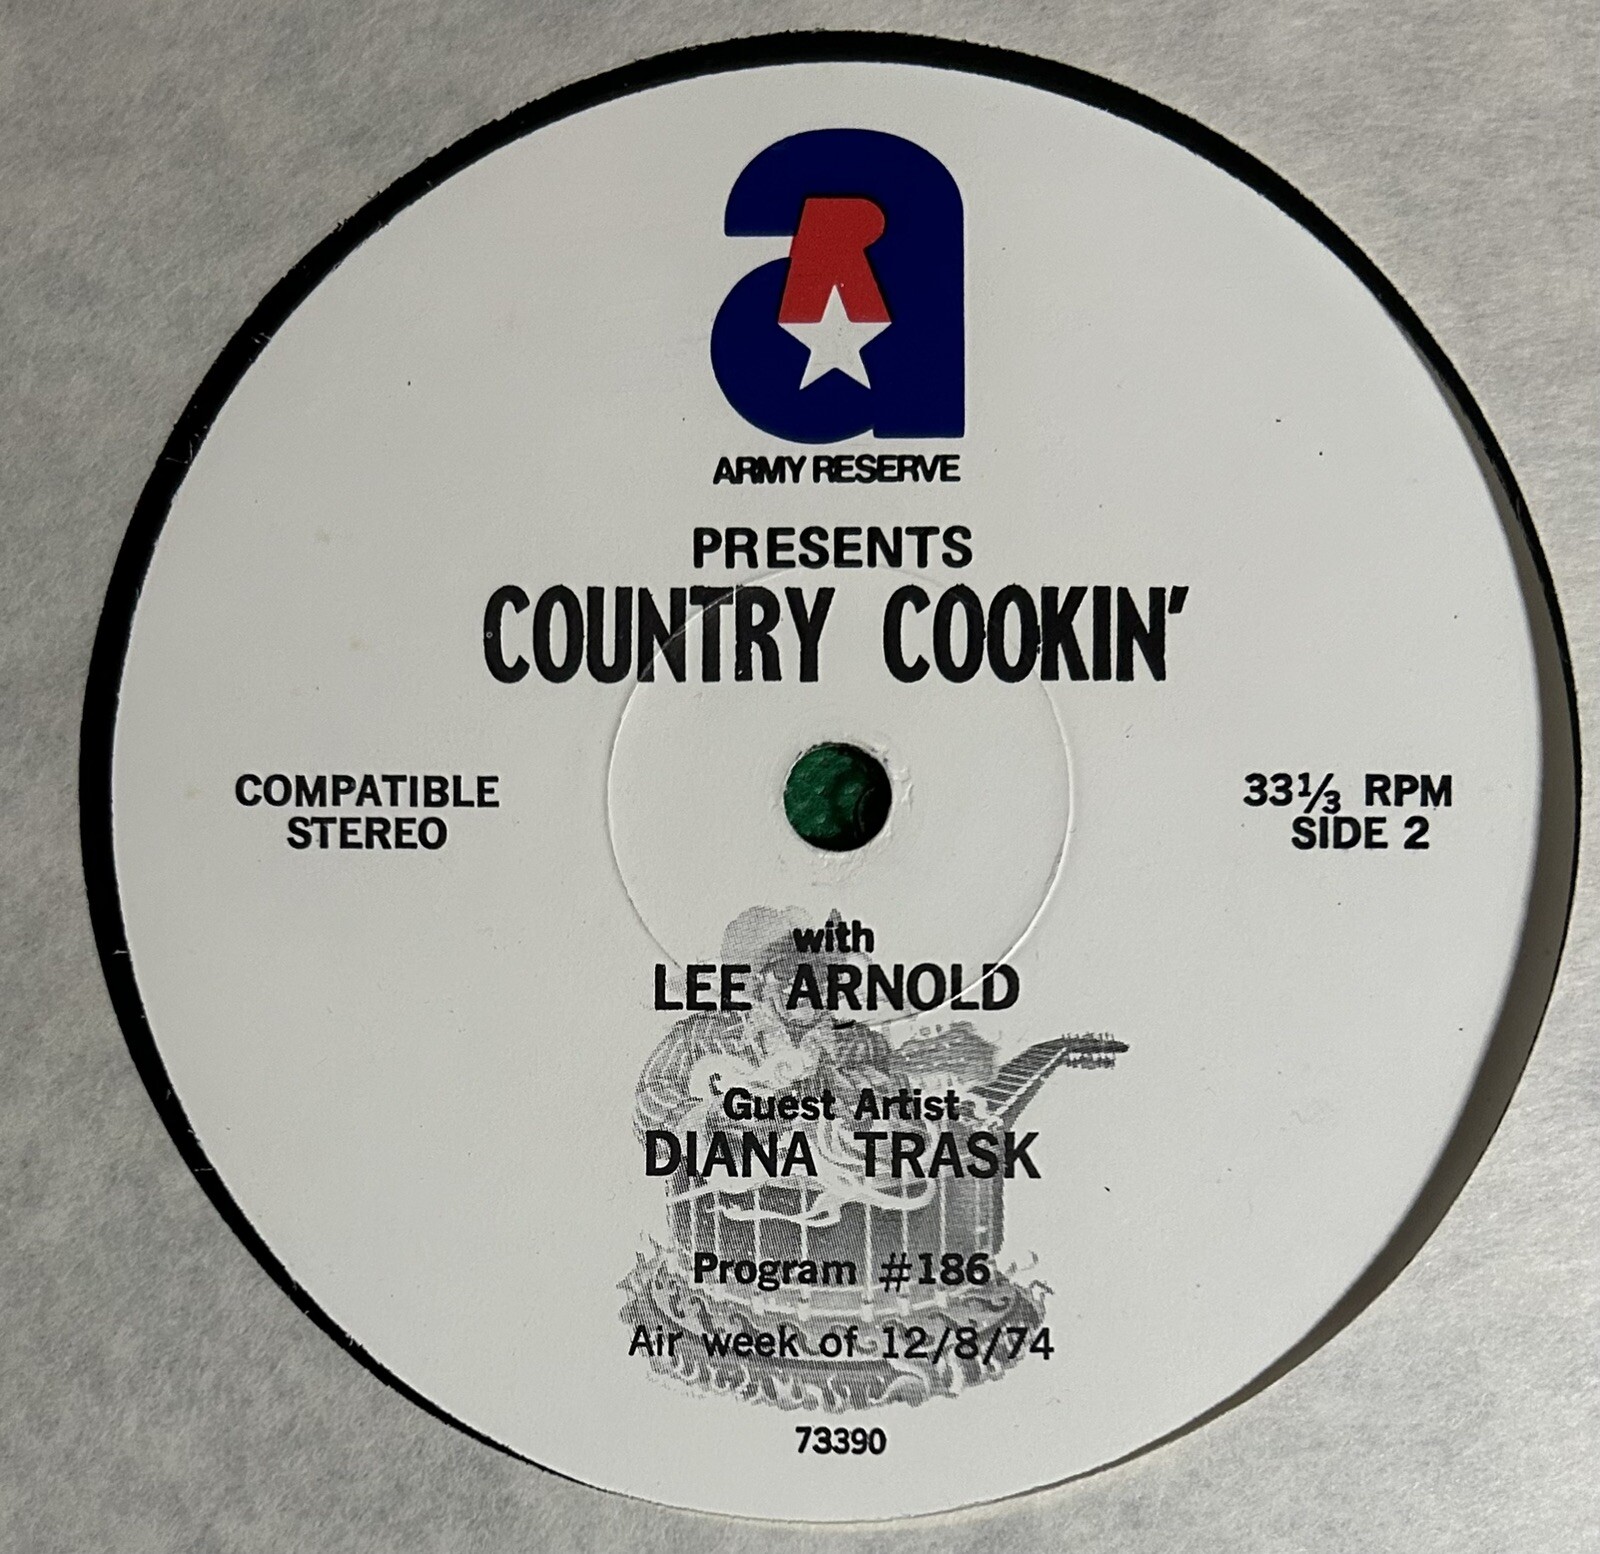 aR
ARMY RESERVE
PRESENTS
COUNTRY COOKIN'
COMPATIBLE
STEREO
33⅓ RPM
SIDE 2
with
LEE ARNOLD
Guest Artist
DIANA TRASK
Program #186
Air week of 12/8/74
73390